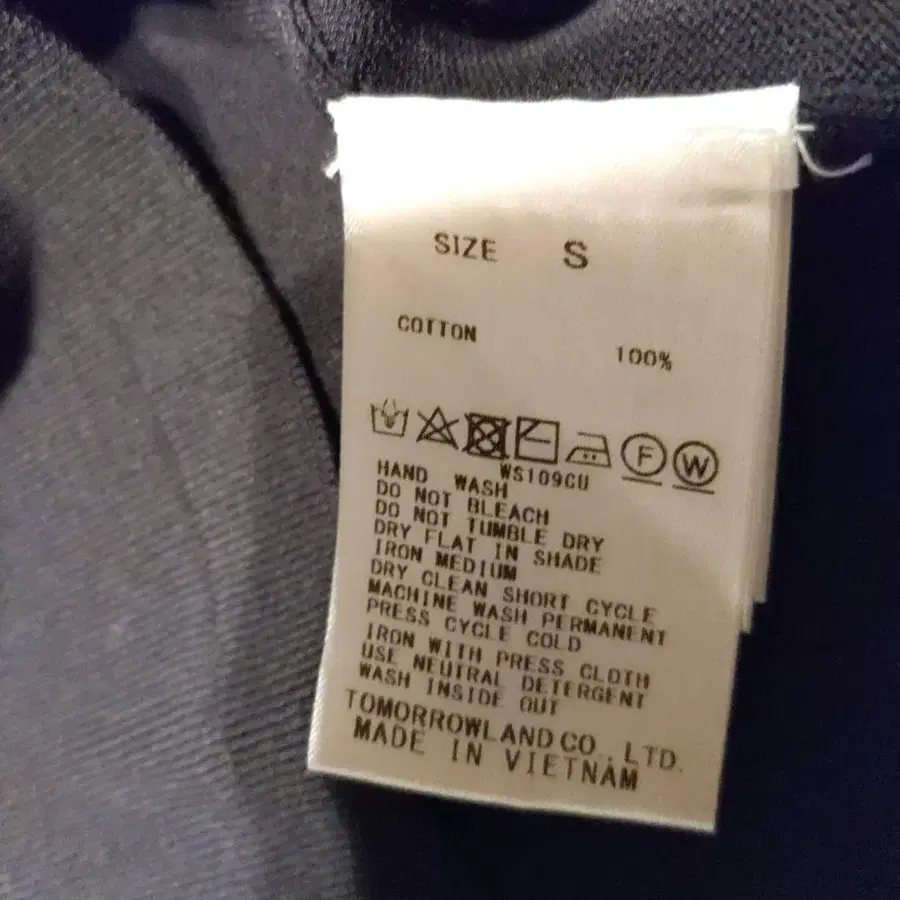 SIZE S
COTTON
100%
F W
WS109CU
HAND WASH
DO NOT BLEACH
DO NOT TUMBLE DRY
DRY FLAT IN SHADE
IRON MEDIUM
DRY CLEAN SHORT CYCLE
MACHINE WASH PERMANENT
PRESS CYCLE COLD
IRON WITH PRESS CLOTH
USE NEUTRAL DETERGENT
WASH INSIDE OUT
TOMORROWLAND CO., LTD.
MADE IN VIETNAM